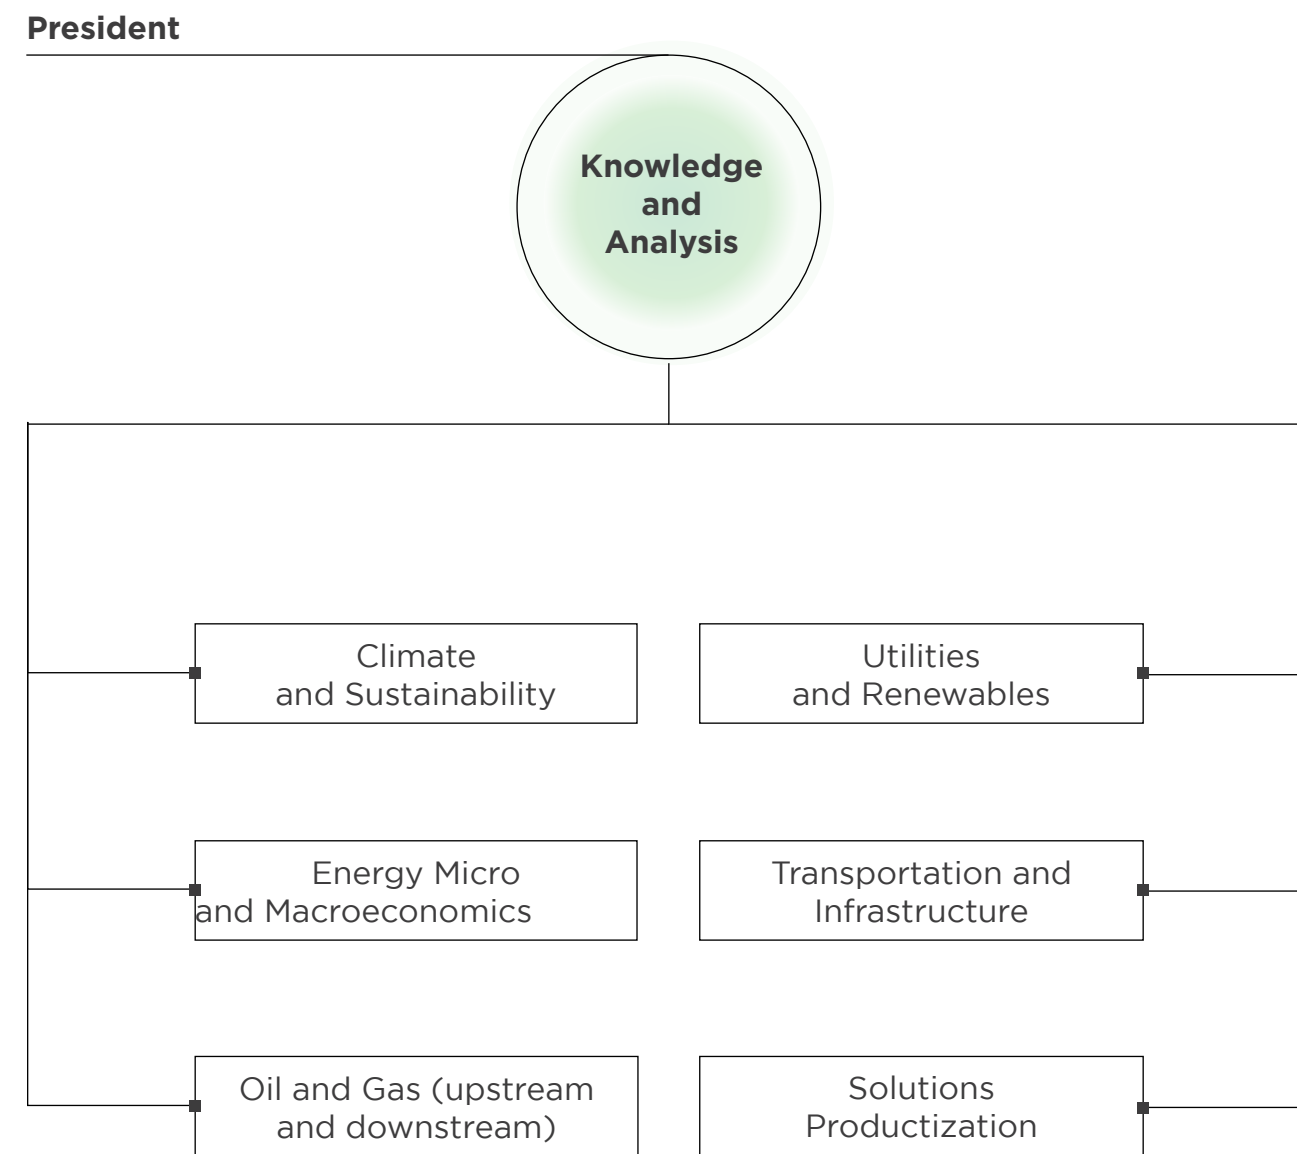 President
Knowledge
and
Analysis
Climate
and Sustainability
Utilities
and Renewables
Energy Micro
and Macroeconomics
Transportation and
Infrastructure
Oil and Gas (upstream
and downstream)
Solutions
Productization